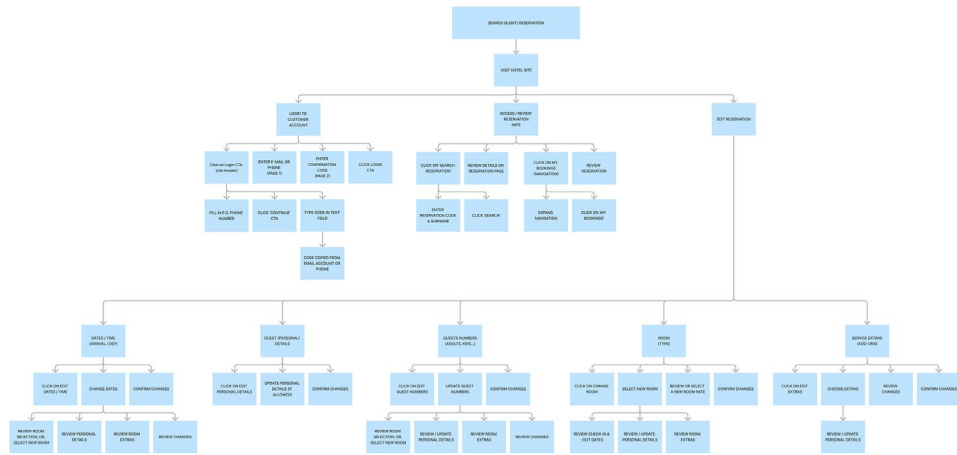 SEARCH (& EDIT) RESERVATION
VISIT HOTEL SITE
LOGIN TO
CUSTOMER
ACCOUNT
ACCESS / REVIEW
RESERVATION
INFO
EDIT RESERVATION
Click on Login CTA
(site header)
ENTER E-MAIL OR
PHONE
(PAGE 1)
ENTER
CONFIRMATION
CODE
(PAGE 2)
CLICK LOGIN
CTA
CLICK ON 'SEARCH
RESERVATION'
REVIEW DETAILS ON
RESERVATION PAGE
CLICK ON MY
BOOKINGS
(NAVIGATION)
REVIEW
RESERVATION
FILL IN E.G. PHONE
NUMBER
CLICK 'CONTINUE'
CTA
TYPE CODE IN TEXT
FIELD
ENTER
RESERVATION CODE
& SURNAME
CLICK 'SEARCH'
EXPAND
NAVIGATION
CLICK ON 'MY
BOOKINGS'
CODE COPIED FROM
EMAIL ACCOUNT OR
PHONE
DATES / TIME
(ARRIVAL / DEP)
GUEST (PERSONAL)
DETAILS
GUESTS NUMBERS
(ADULTS, KIDS...)
ROOM
(TYPE)
SERVICE EXTRAS
(ADD-ONS)
CLICK ON EDIT
DATES / TIME
CHANGE DATES
CONFIRM CHANGES
CLICK ON EDIT
PERSONAL DETAILS
UPDATE PERSONAL
DETAILS (IF
ALLOWED)
CONFIRM CHANGES
CLICK ON EDIT
GUEST NUMBERS
UPDATE GUEST
NUMBERS
CONFIRM CHANGES
CLICK ON CHANGE
ROOM
SELECT NEW ROOM
REVIEW OR SELECT
A NEW ROOM RATE
CONFIRM CHANGES
CLICK ON EDIT
EXTRAS
CHOOSE EXTRAS
REVIEW
CHANGES
CONFIRM CHANGES
REVIEW ROOM
SELECTION, OR,
SELECT NEW ROOM
REVIEW PERSONAL
DETAILS
REVIEW ROOM
EXTRAS
REVIEW CHANGES
REVIEW ROOM
SELECTION, OR,
SELECT NEW ROOM
REVIEW / UPDATE
PERSONAL DETAILS
REVIEW ROOM
EXTRAS
REVIEW CHANGES
REVIEW CHECK IN &
-OUT DATES
REVIEW / UPDATE
PERSONAL DETAILS
REVIEW ROOM
EXTRAS
REVIEW / UPDATE
PERSONAL DETAILS